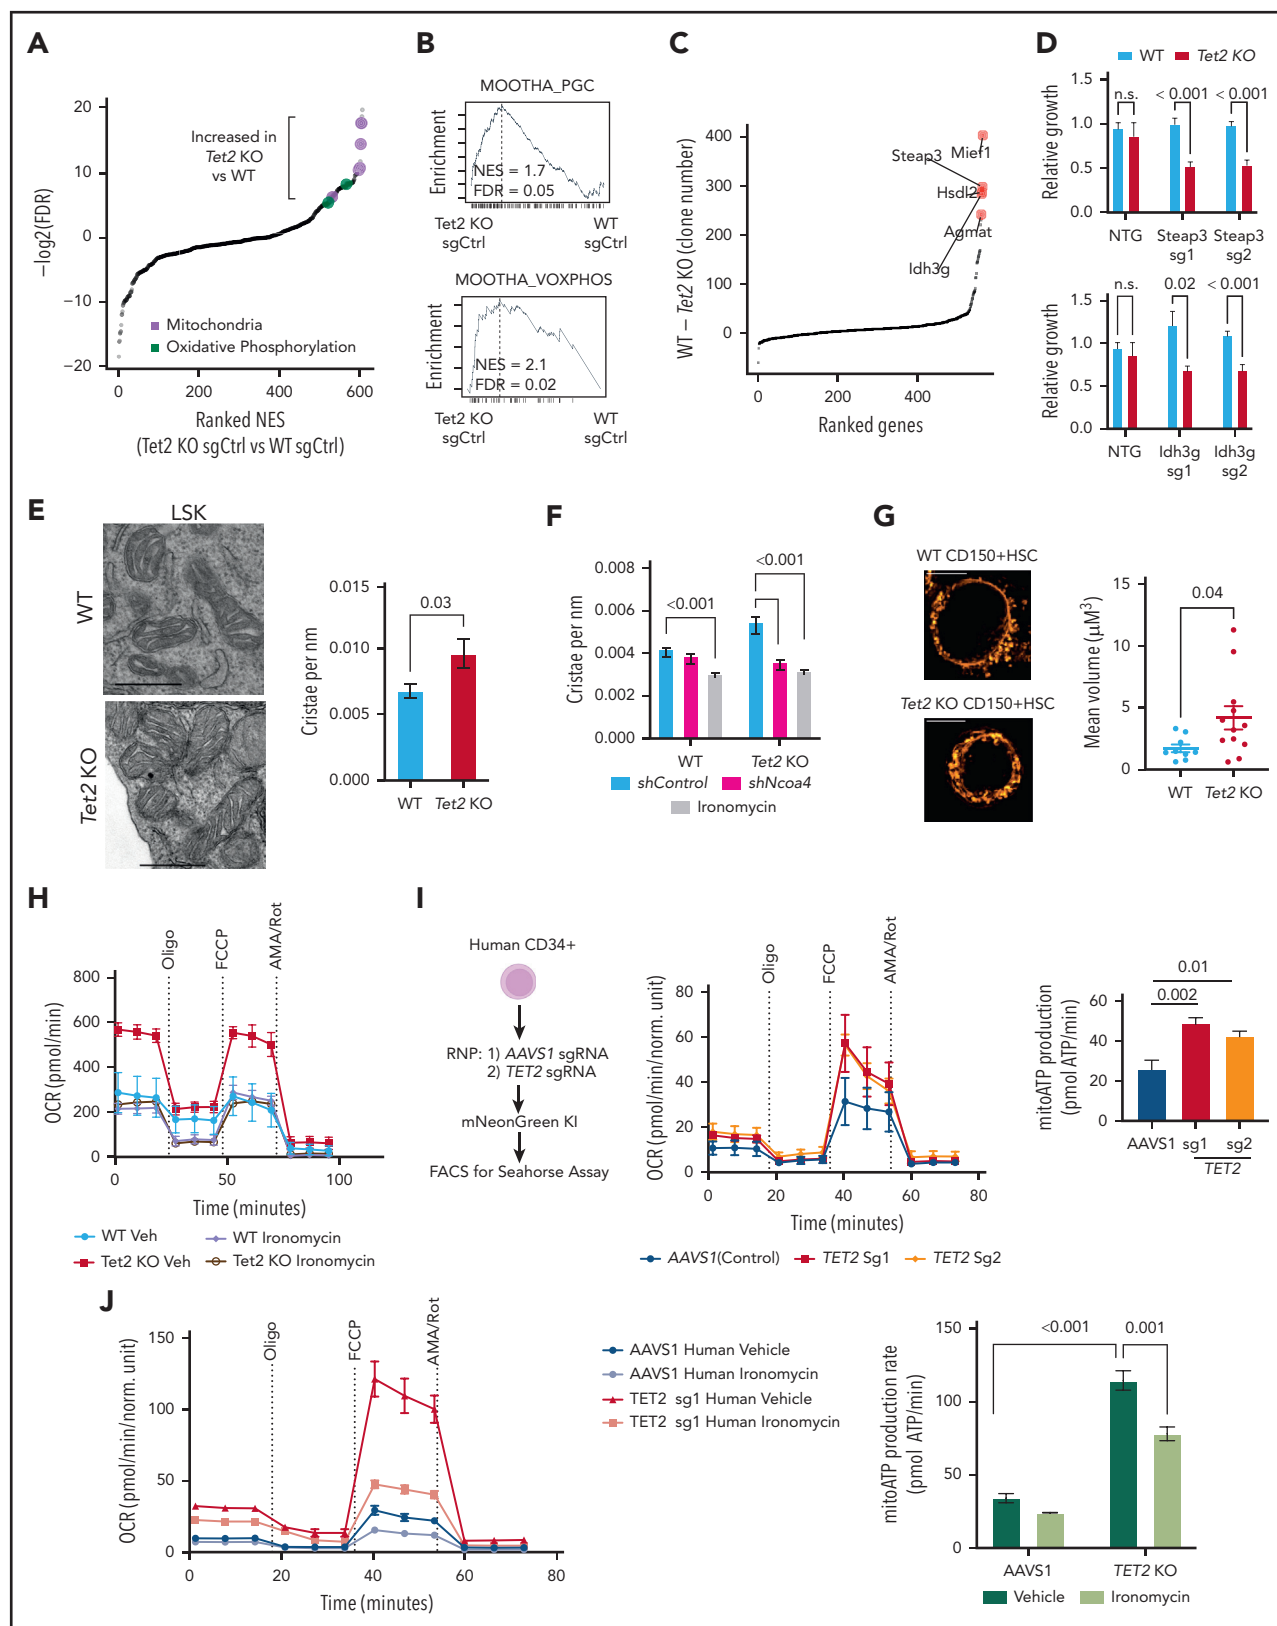 A
−log2(FDR)
20
10
0
−10
−20
Increased in
Tet2 KO
vs WT
Mitochondria
Oxidative Phosphorylation
0
200
400
600
Ranked NES
(Tet2 KO sgCtrl vs WT sgCtrl)
B
MOOTHA_PGC
Enrichment
NES = 1.7
FDR = 0.05
Tet2 KO
sgCtrl
WT
sgCtrl
MOOTHA_VOXPHOS
Enrichment
NES = 2.1
FDR = 0.02
Tet2 KO
sgCtrl
WT
sgCtrl
C
WT − Tet2 KO (clone number)
400
300
200
100
0
Steap3
Mief1
Hsdl2
Agmat
Idh3g
0
200
400
Ranked genes
D
WT
Tet2 KO
Relative growth
1.5
1.0
0.5
0.0
n.s.
< 0.001
< 0.001
NTG
Steap3
sg1
Steap3
sg2
Relative growth
1.5
1.0
0.5
0.0
n.s.
0.02
< 0.001
NTG
Idh3g
sg1
Idh3g
sg2
E
LSK
WT
Tet2 KO
Cristae per nm
0.015
0.010
0.005
0.000
0.03
WT
Tet2 KO
F
Cristae per nm
0.008
0.006
0.004
0.002
0.000
<0.001
<0.001
WT
Tet2 KO
shControl
shNcoa4
Ironomycin
G
WT CD150+HSC
Tet2 KO CD150+HSC
Mean volume (μM³)
15
10
5
0
0.04
WT
Tet2 KO
H
OCR (pmol/min)
800
600
400
200
0
Oligo
FCCP
AMA/Rot
0
50
100
Time (minutes)
WT Veh
WT Ironomycin
Tet2 KO Veh
Tet2 KO Ironomycin
I
Human CD34+
RNP: 1) AAVS1 sgRNA
2) TET2 sgRNA
mNeonGreen KI
FACS for Seahorse Assay
OCR (pmol/min/norm. unit)
80
60
40
20
0
Oligo
FCCP
AMA/Rot
0
20
40
60
80
Time (minutes)
AAVS1(Control)
TET2 Sg1
TET2 Sg2
mitoATP production
(pmol ATP/min)
60
40
20
0
0.01
0.002
AAVS1
sg1
sg2
TET2
J
OCR (pmol/min/norm. unit)
150
100
50
0
Oligo
FCCP
AMA/Rot
0
20
40
60
80
Time (minutes)
AAVS1 Human Vehicle
AAVS1 Human Ironomycin
TET2 sg1 Human Vehicle
TET2 sg1 Human Ironomycin
mitoATP production rate
(pmol ATP/min)
150
100
50
0
<0.001
0.001
AAVS1
TET2 KO
Vehicle
Ironomycin